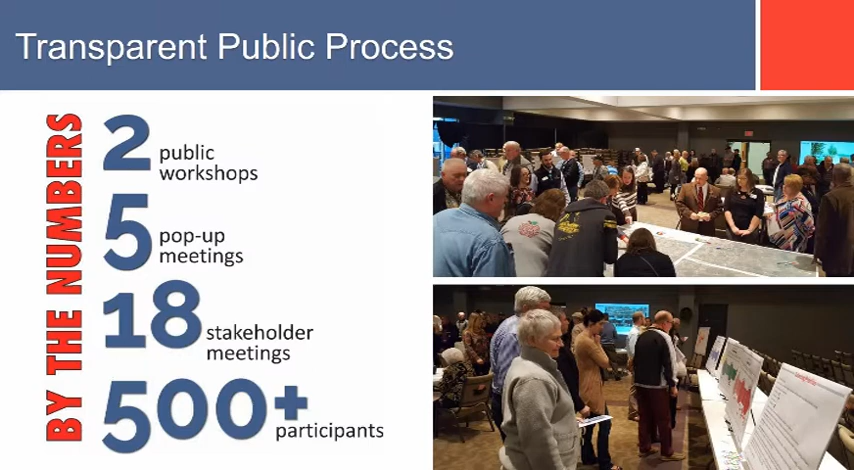 Transparent Public Process
BY THE NUMBERS
2 public
workshops
5 pop-up
meetings
18 stakeholder
meetings
500+ participants